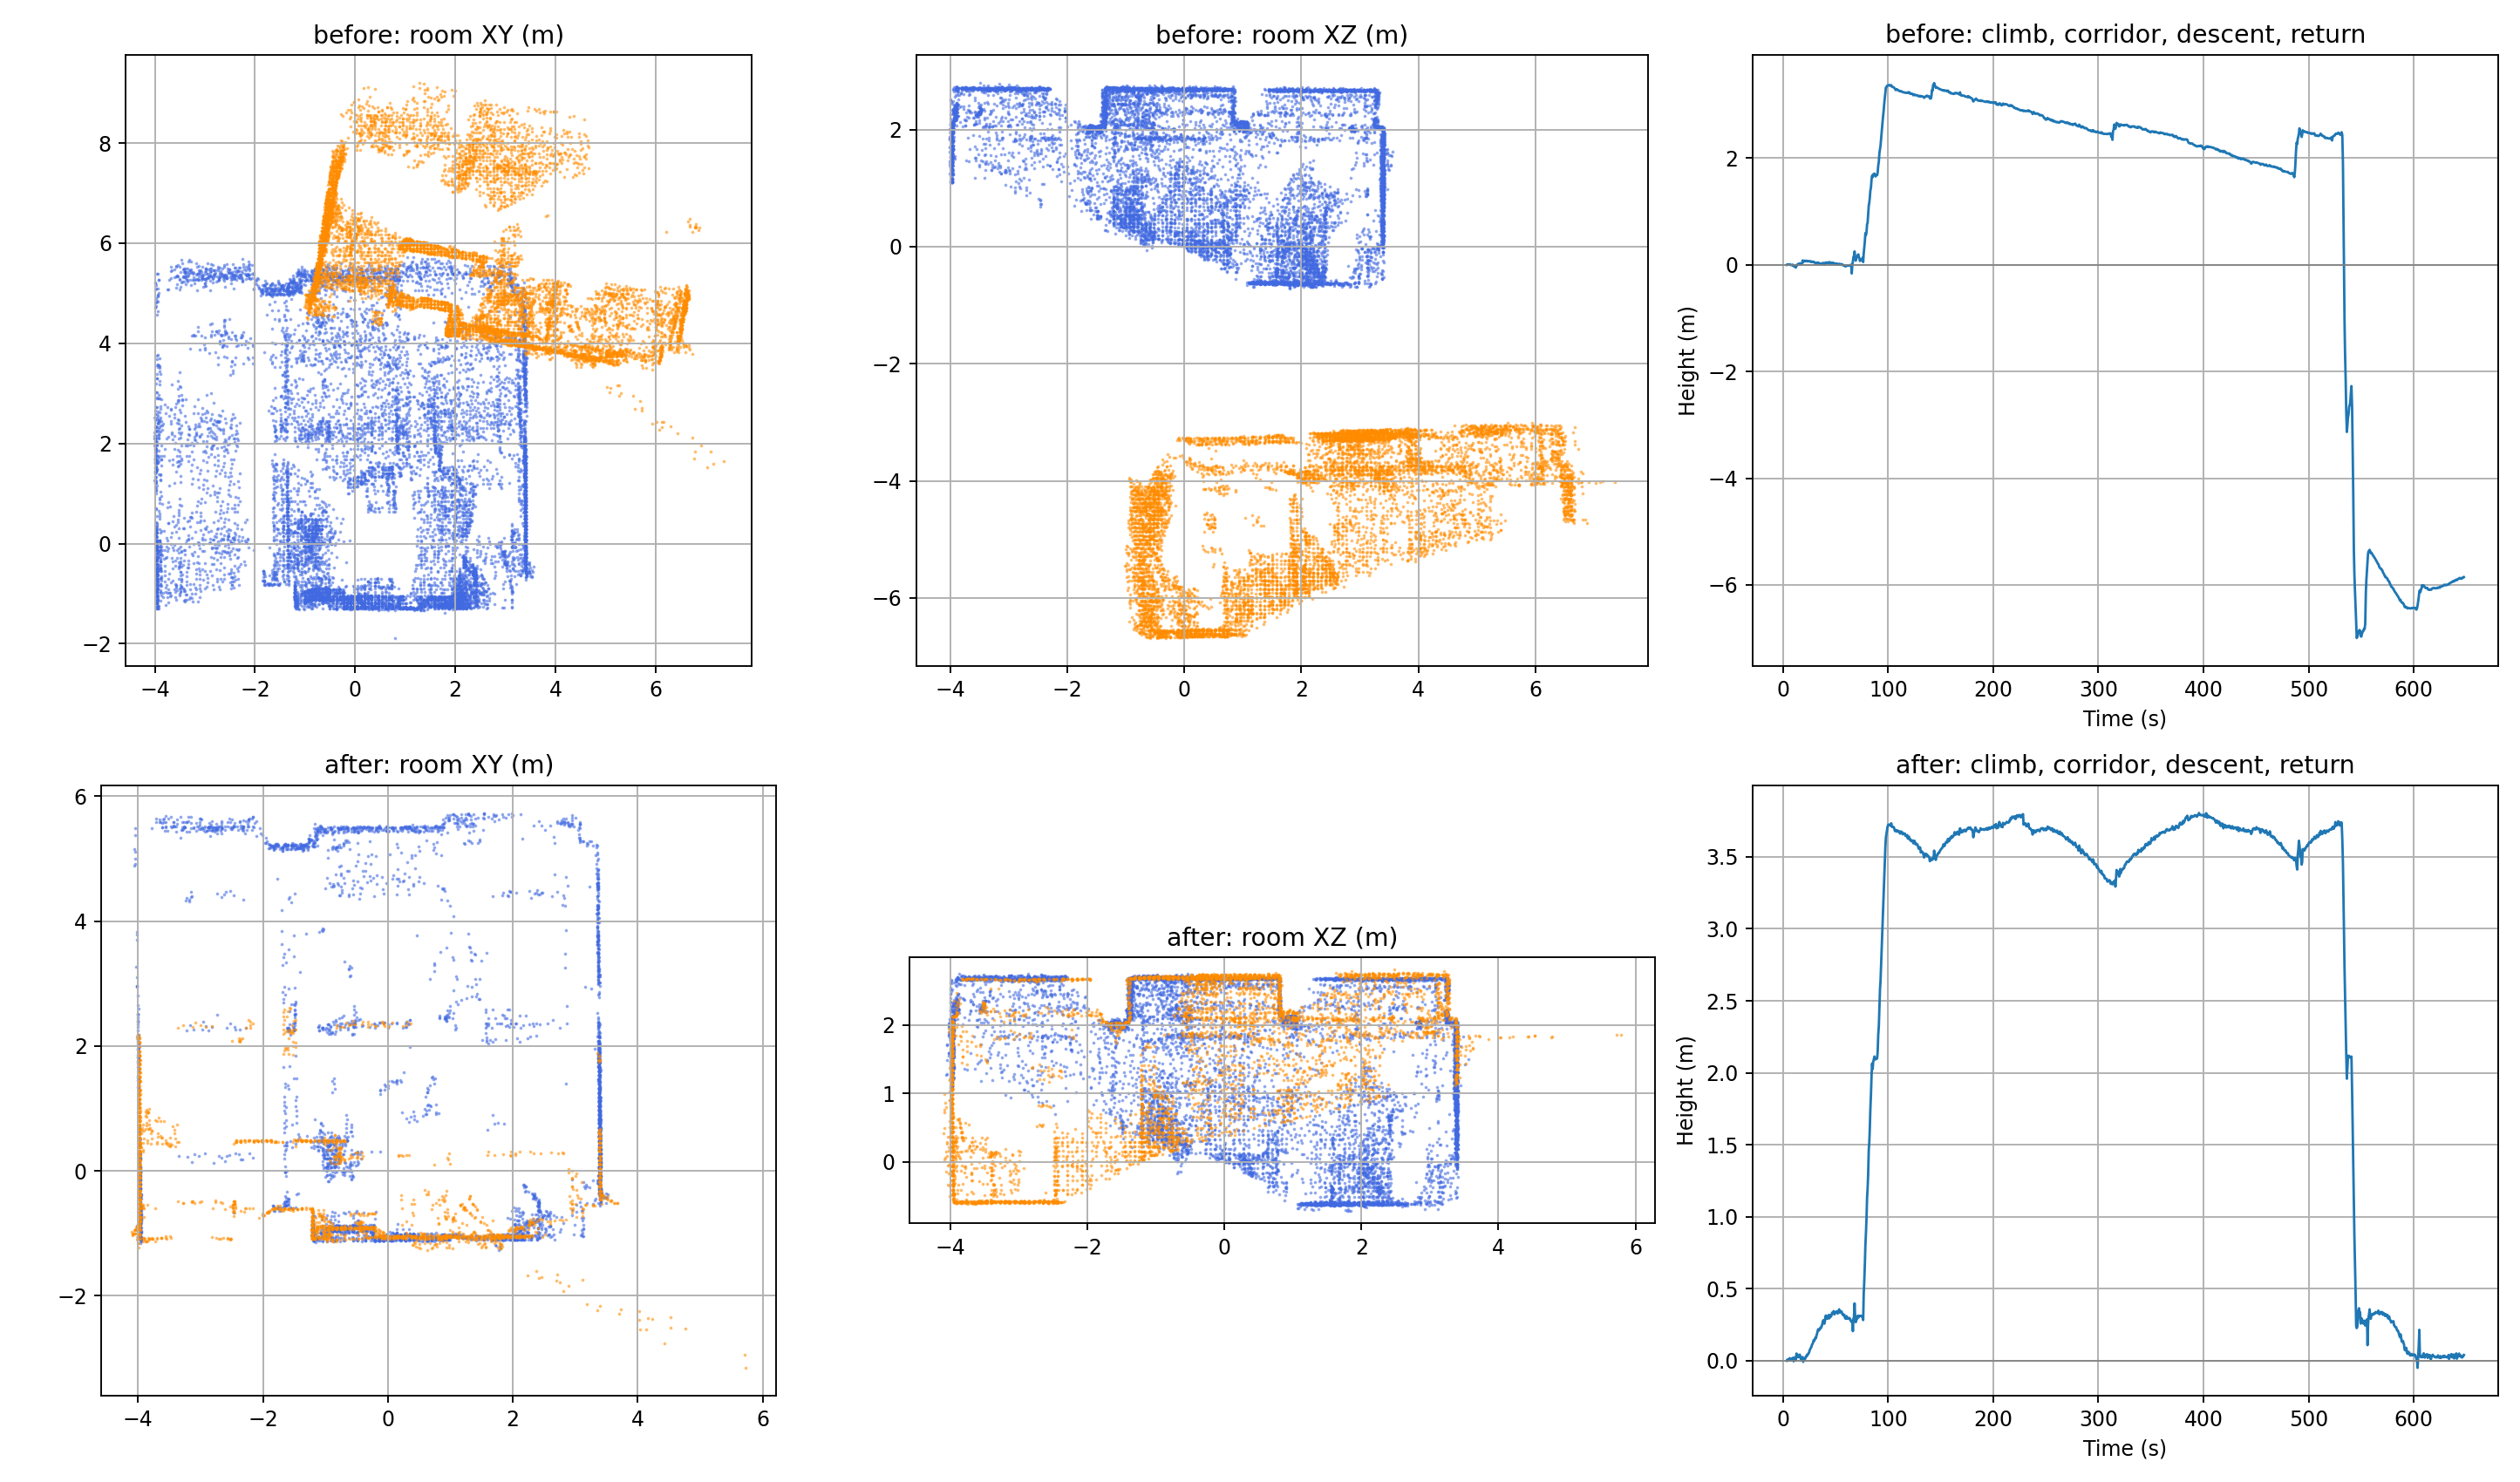 before: room XY (m)
8
6
4
2
0
−2
−4 −2 0 2 4 6
before: room XZ (m)
2
0
−2
−4
−6
−4 −2 0 2 4 6
before: climb, corridor, descent, return
Height (m)
2
0
−2
−4
−6
0 100 200 300 400 500 600
Time (s)
after: room XY (m)
6
4
2
0
−2
−4 −2 0 2 4 6
after: room XZ (m)
2
1
0
−4 −2 0 2 4 6
after: climb, corridor, descent, return
Height (m)
3.5
3.0
2.5
2.0
1.5
1.0
0.5
0.0
0 100 200 300 400 500 600
Time (s)